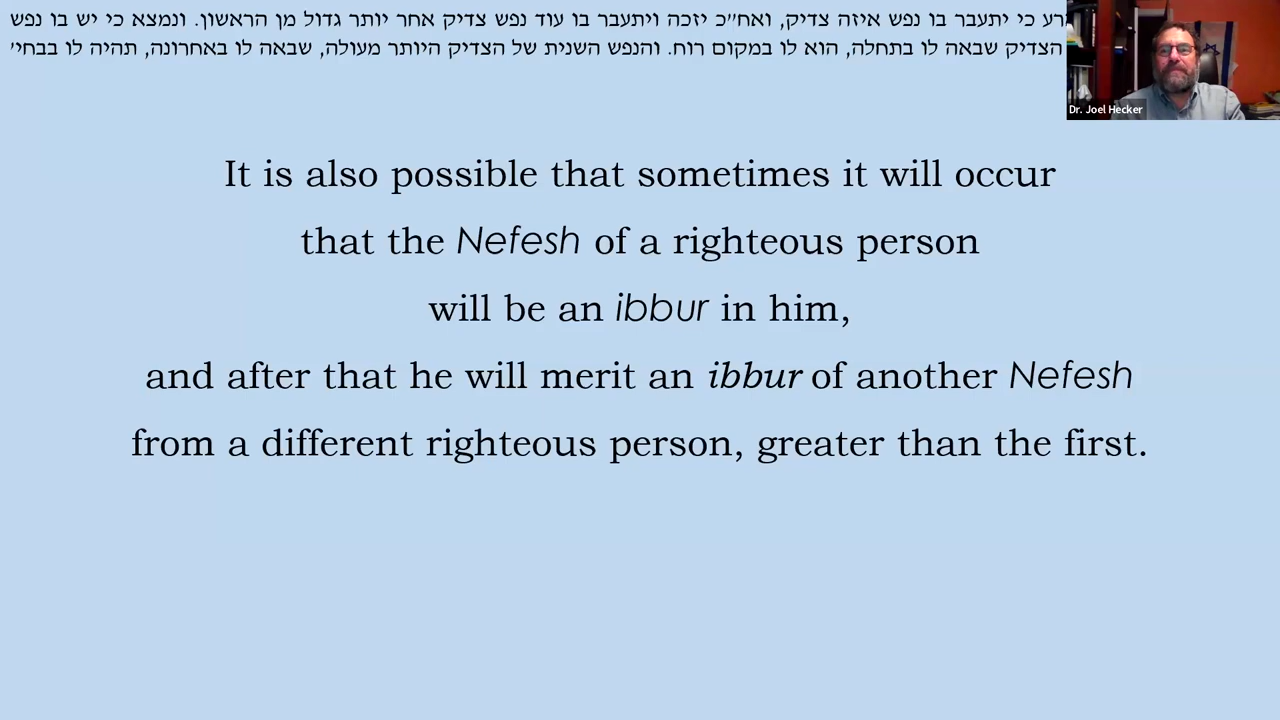 כי יתעבר בו נפש איזה צדיק, ואח״כ יזכה ויתעבר בו עוד נפש צדיק אחר יותר גדול מן הראשון. ונמצא כי יש בו נפש
הצדיק שבאה לו בתחלה, הוא לו במקום רוח. והנפש השנית של הצדיק היותר מעולה, שבאה לו באחרונה, תהיה לו בבחי׳
Dr. Joel Hecker
It is also possible that sometimes it will occur
that the Nefesh of a righteous person
will be an ibbur in him,
and after that he will merit an ibbur of another Nefesh
from a different righteous person, greater than the first.